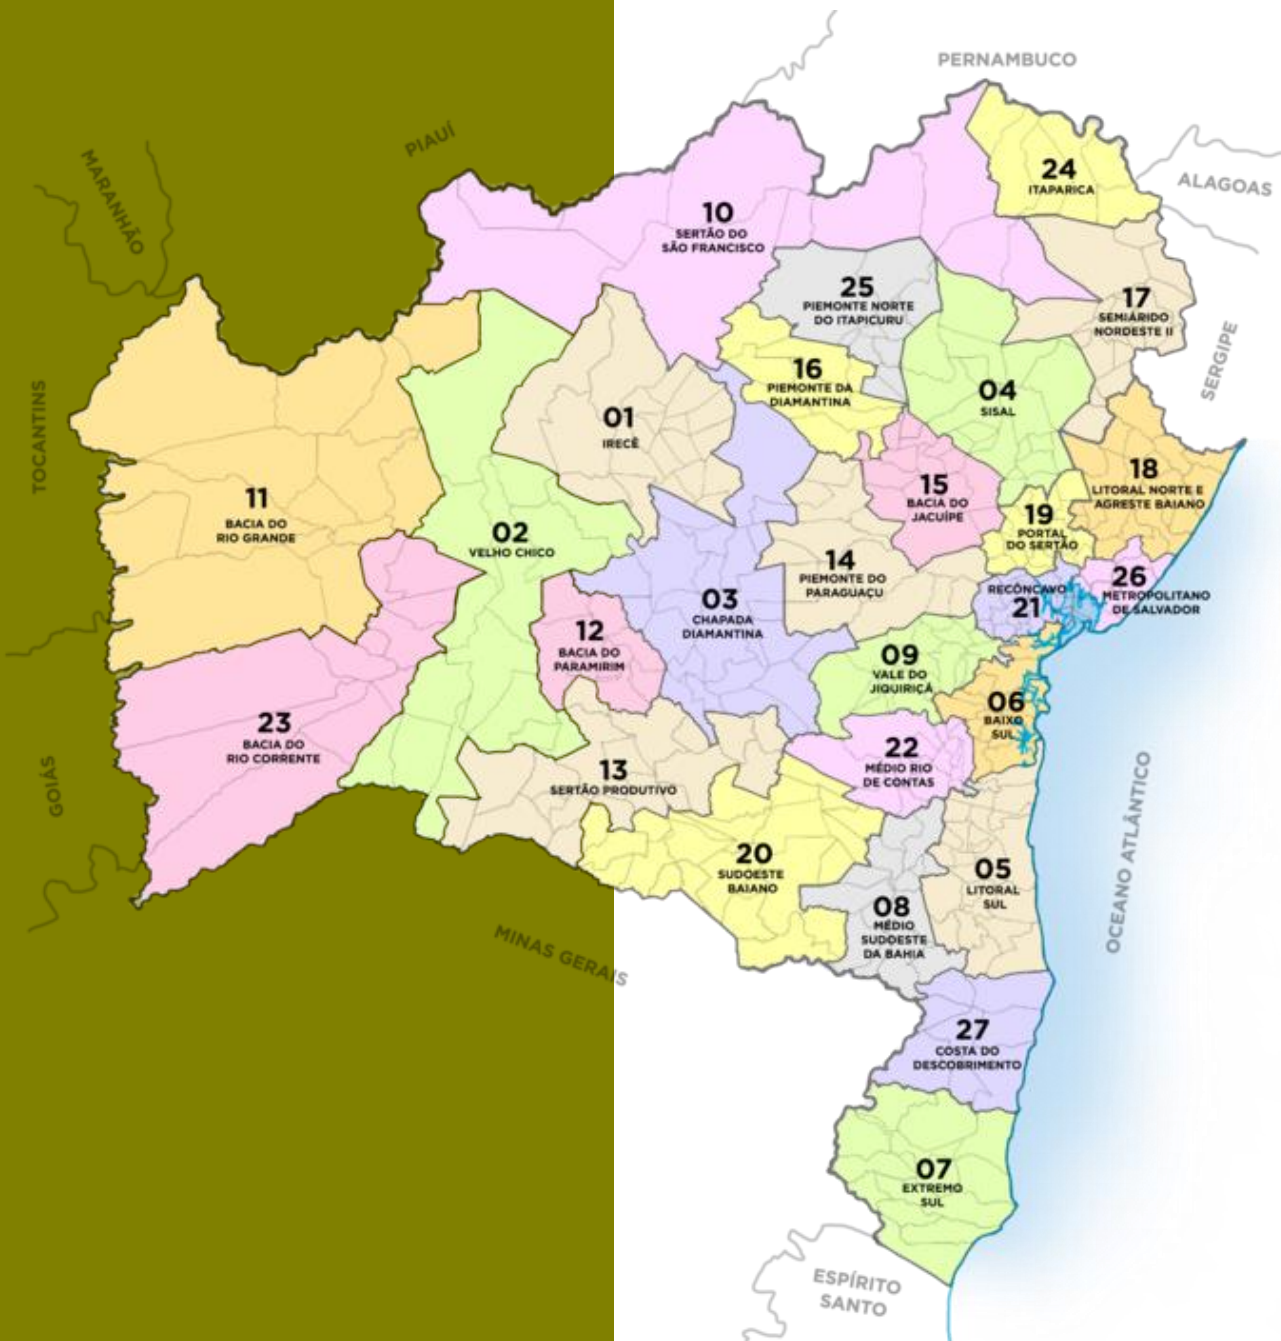 PERNAMBUCO
PIAUÍ
MARANHÃO
24
ITAPARICA
ALAGOAS
10
SERTÃO DO
SÃO FRANCISCO
25
PIEMONTE NORTE
DO ITAPICURU
17
SEMIÁRIDO
NORDESTE II
SERGIPE
16
PIEMONTE DA
DIAMANTINA
04
SISAL
01
IRECÊ
TOCANTINS
18
LITORAL NORTE E
AGRESTE BAIANO
15
BACIA DO
JACUÍPE
11
BACIA DO
RIO GRANDE
19
PORTAL
DO SERTÃO
02
VELHO CHICO
14
PIEMONTE DO
PARAGUAÇU
26
METROPOLITANO
DE SALVADOR
RECÔNCAVO
21
03
CHAPADA
DIAMANTINA
12
BACIA DO
PARAMIRIM
09
VALE DO
JIQUIRIÇÁ
06
BAIXO
SUL
23
BACIA DO
RIO CORRENTE
22
MÉDIO RIO
DE CONTAS
13
SERTÃO PRODUTIVO
GOIÁS
OCEANO ATLÂNTICO
20
SUDOESTE
BAIANO
05
LITORAL
SUL
08
MÉDIO
SUDOESTE
DA BAHIA
MINAS GERAIS
27
COSTA DO
DESCOBRIMENTO
07
EXTREMO
SUL
ESPÍRITO
SANTO